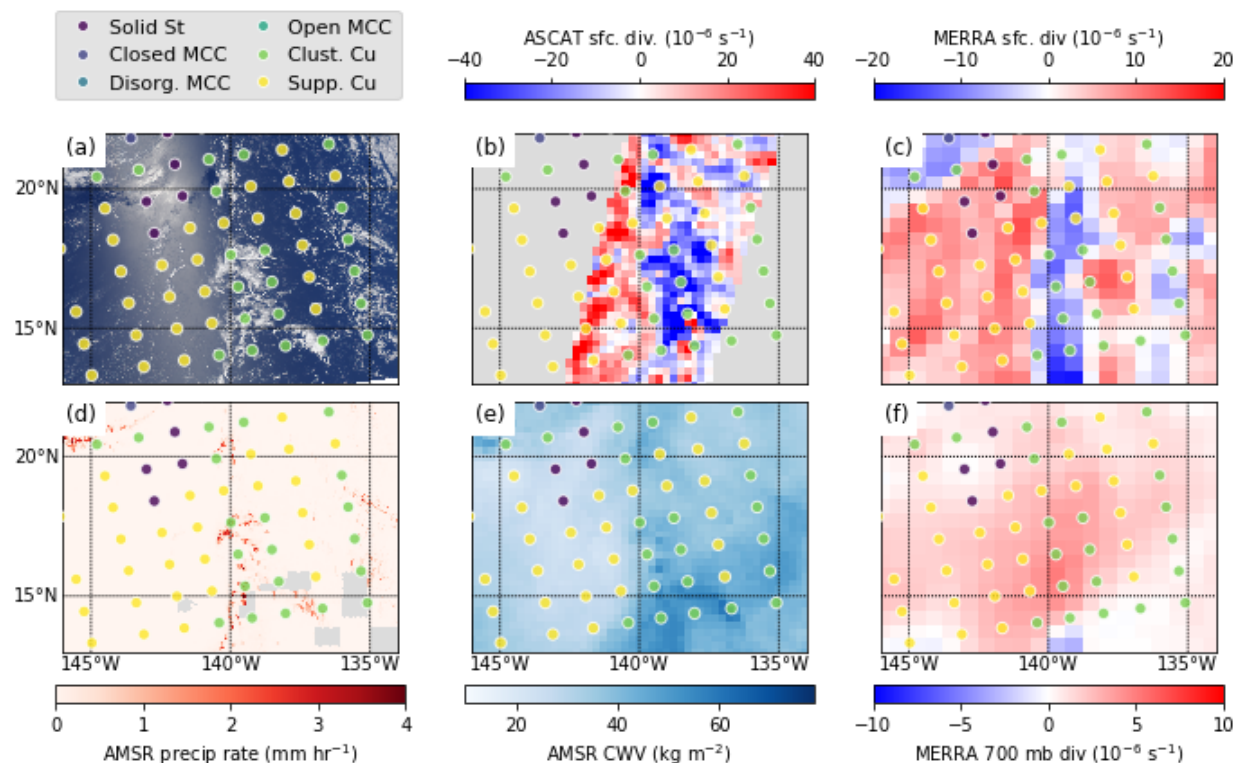 Solid St
Closed MCC
Disorg. MCC
Open MCC
Clust. Cu
Supp. Cu
ASCAT sfc. div. (10⁻⁶ s⁻¹)
−40 −20 0 20 40
MERRA sfc. div (10⁻⁶ s⁻¹)
−20 −10 0 10 20
(a)
(b)
(c)
20°N
15°N
(d)
(e)
(f)
20°N
15°N
145°W 140°W 135°W
145°W 140°W 135°W
145°W 140°W 135°W
0 1 2 3 4
AMSR precip rate (mm hr⁻¹)
20 40 60
AMSR CWV (kg m⁻²)
−10 −5 0 5 10
MERRA 700 mb div (10⁻⁶ s⁻¹)